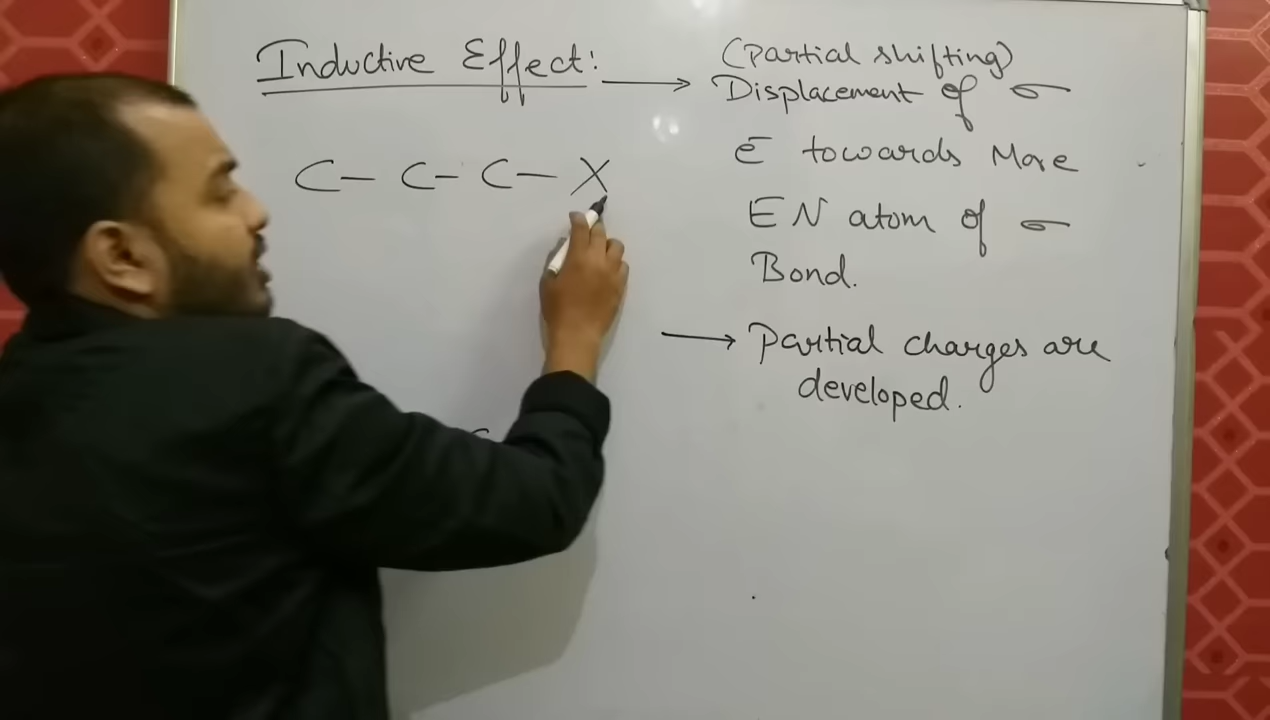 Inductive Effect: → (Partial shifting)
Displacement of σ
e̅ towards More
EN atom of σ
Bond.
C - C - C - X
→ Partial charges are
developed.